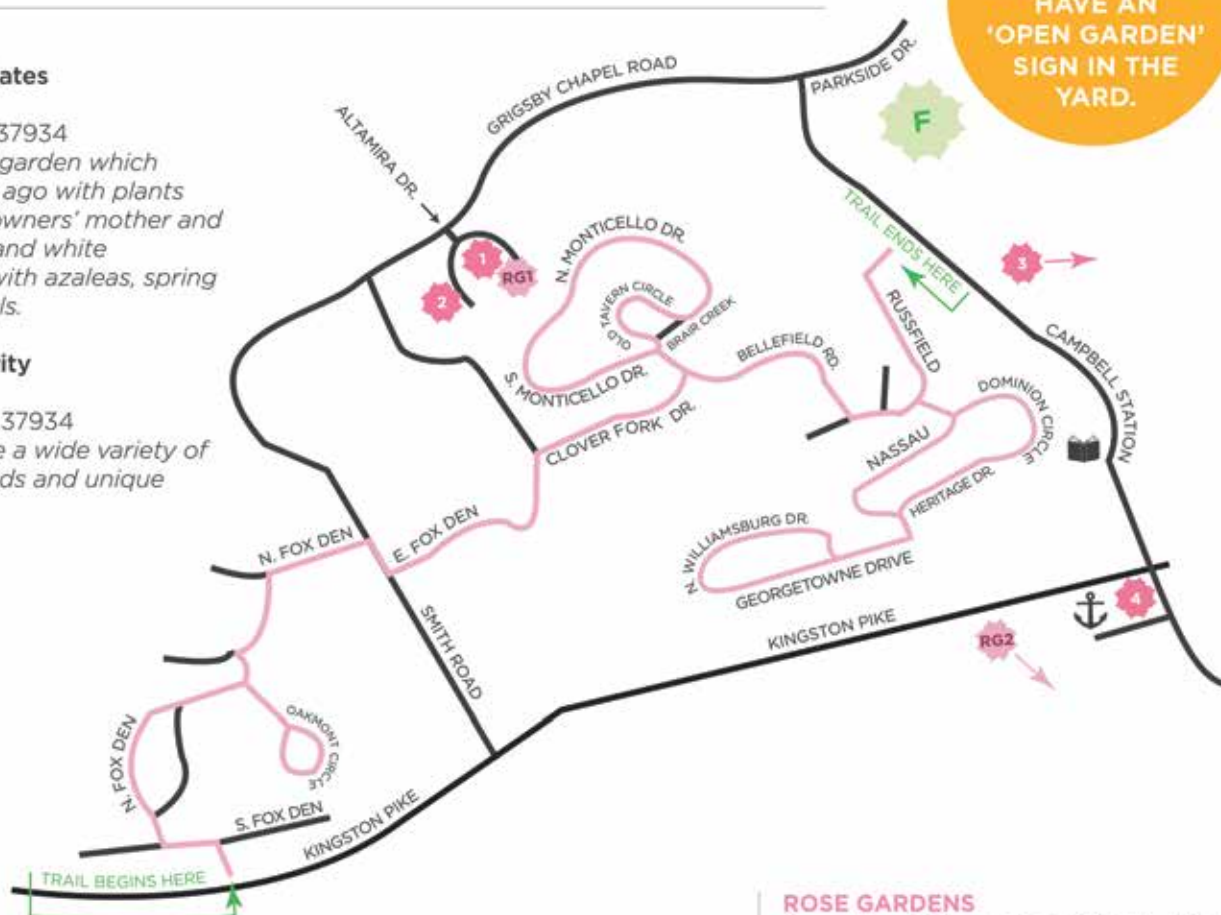 ates
37934
garden which
ago with plants
owners' mother and
and white
with azaleas, spring
ls.
ity
37934
e a wide variety of
ds and unique
HAVE AN
'OPEN GARDEN'
SIGN IN THE
YARD.
GRIGSBY CHAPEL ROAD
PARKSIDE DR.
F
ALTAMIRA DR.
1
RG1
2
N. MONTICELLO DR.
OLD TAVERN CIRCLE
BRAIR CREEK
S. MONTICELLO DR.
BELLEFIELD RD.
CLOVER FORK DR.
TRAIL ENDS HERE
3
RUSSFIELD
CAMPBELL STATION
DOMINION CIRCLE
NASSAU
HERITAGE DR.
N. WILLIAMSBURG DR.
GEORGETOWNE DRIVE
N. FOX DEN
E. FOX DEN
SMITH ROAD
KINGSTON PIKE
4
RG2
OAKMONT CIRCLE
N. FOX DEN
S. FOX DEN
KINGSTON PIKE
TRAIL BEGINS HERE
ROSE GARDENS